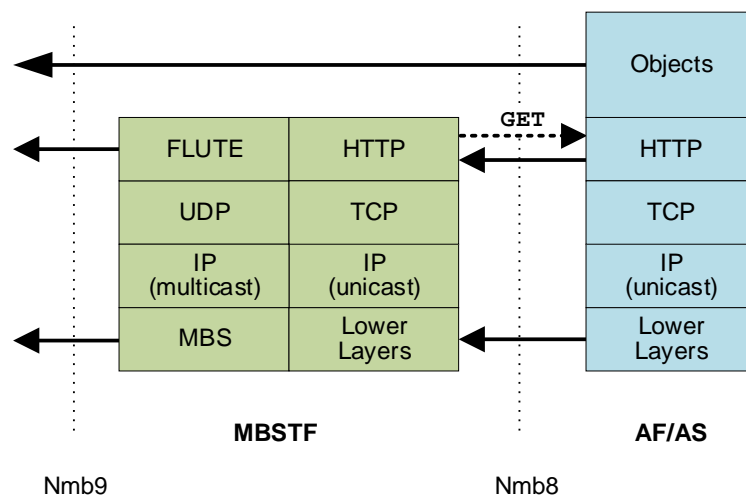 Objects
GET
FLUTE
HTTP
HTTP
UDP
TCP
TCP
IP
(multicast)
IP
(unicast)
IP
(unicast)
MBS
Lower
Layers
Lower
Layers
MBSTF
AF/AS
Nmb9
Nmb8